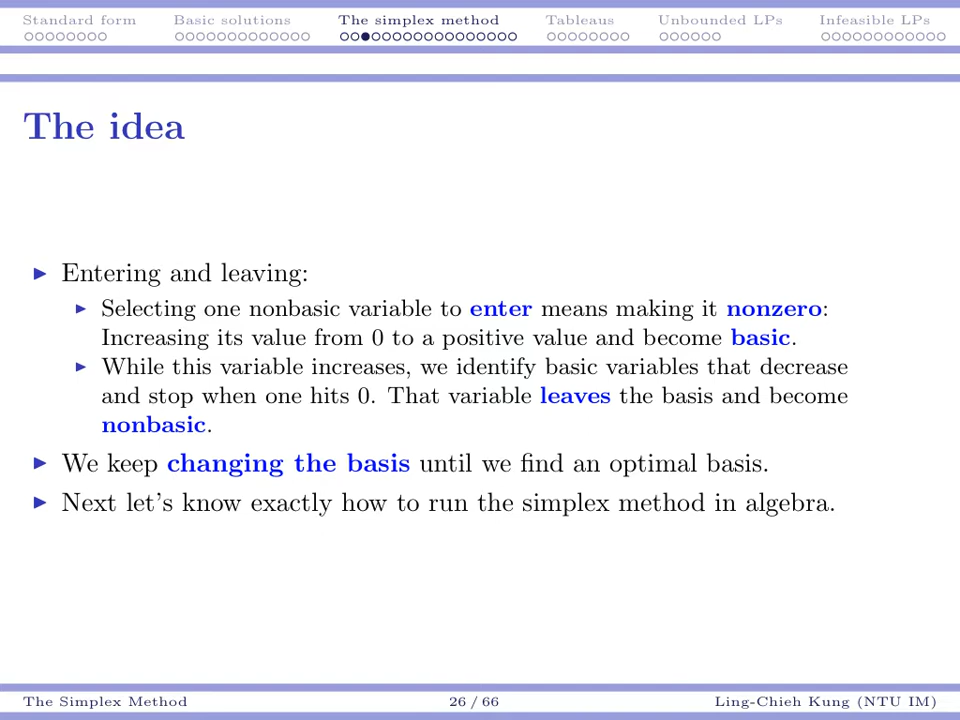 Standard form Basic solutions The simplex method Tableaus Unbounded LPs Infeasible LPs
The idea
Entering and leaving:
Selecting one nonbasic variable to enter means making it nonzero:
Increasing its value from 0 to a positive value and become basic.
While this variable increases, we identify basic variables that decrease
and stop when one hits 0. That variable leaves the basis and become
nonbasic.
We keep changing the basis until we find an optimal basis.
Next let's know exactly how to run the simplex method in algebra.
The Simplex Method 26 / 66 Ling-Chieh Kung (NTU IM)